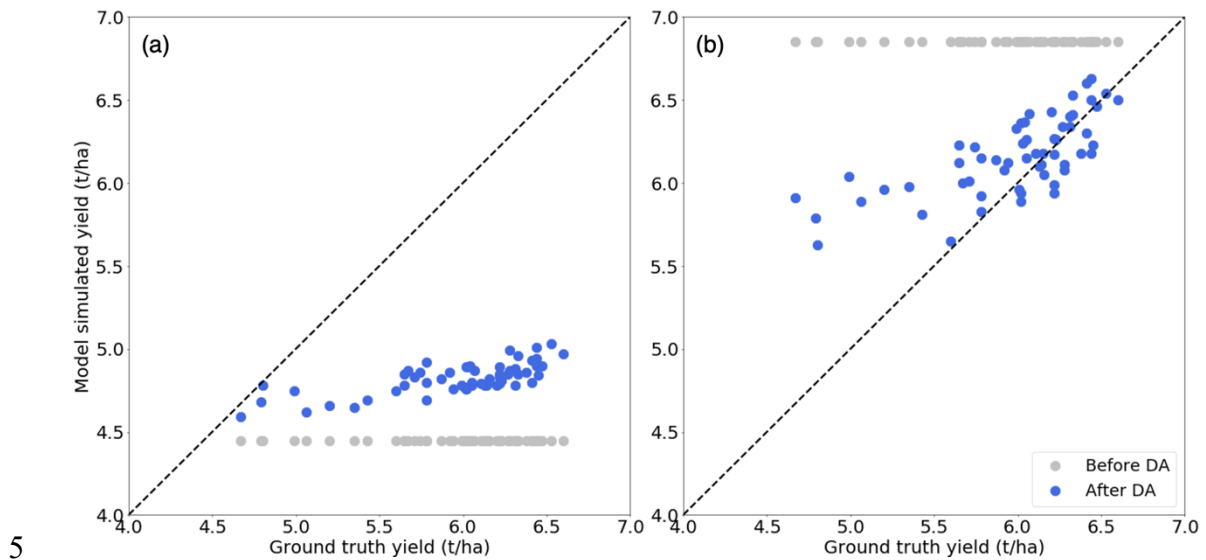 (a)
7.0
6.5
6.0
5.5
5.0
4.5
4.0
Model simulated yield (t/ha)
4.0 4.5 5.0 5.5 6.0 6.5 7.0
Ground truth yield (t/ha)
(b)
7.0
6.5
6.0
5.5
5.0
4.5
4.0
4.0 4.5 5.0 5.5 6.0 6.5 7.0
Ground truth yield (t/ha)
Before DA
After DA
5